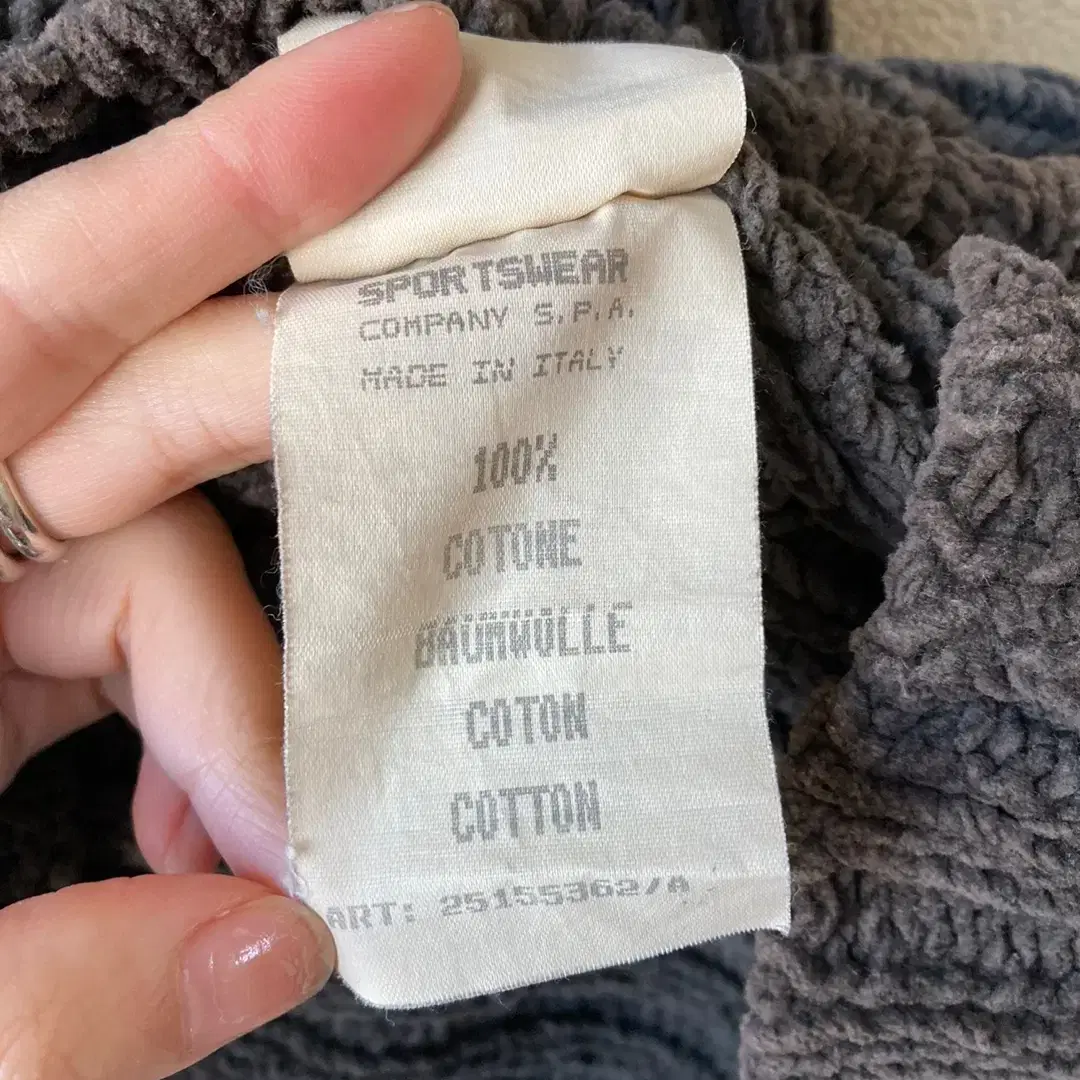 SPORTSWEAR
COMPANY S.P.A.
MADE IN ITALY
100%
COTONE
BAUMWOLLE
COTON
COTTON
ART: 25155362/A